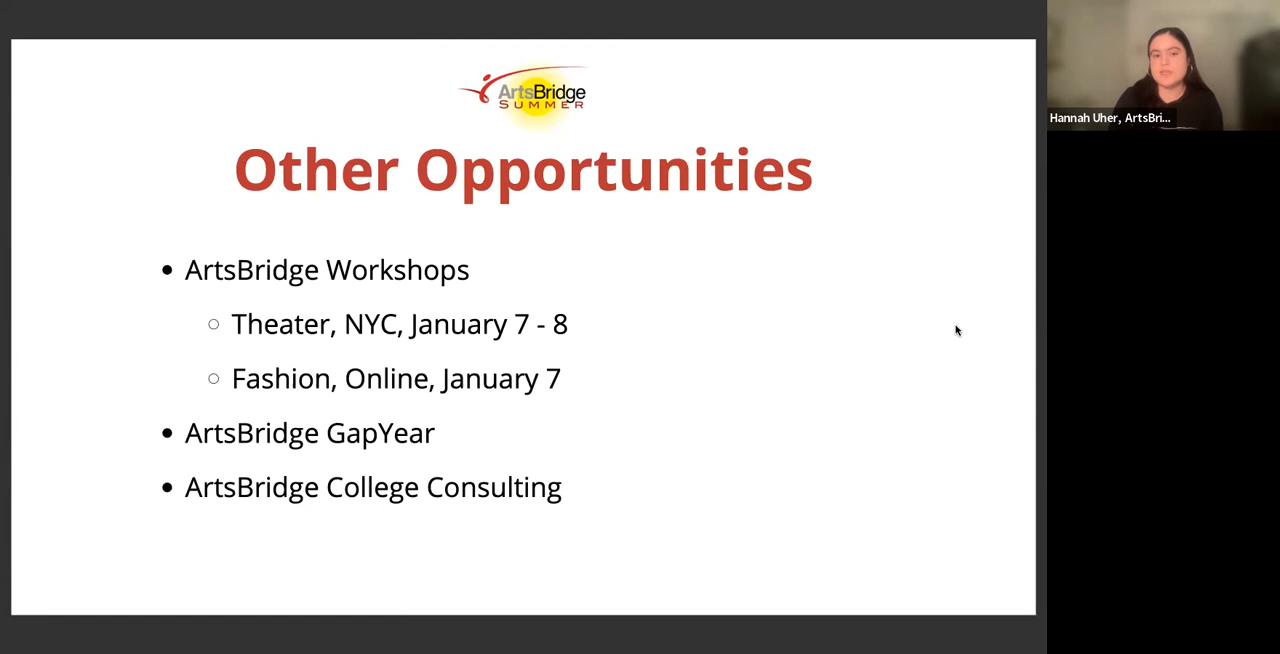 ArtsBridge
SUMMER
Other Opportunities
ArtsBridge Workshops
Theater, NYC, January 7 - 8
Fashion, Online, January 7
ArtsBridge GapYear
ArtsBridge College Consulting
Hannah Uher, ArtsBri...